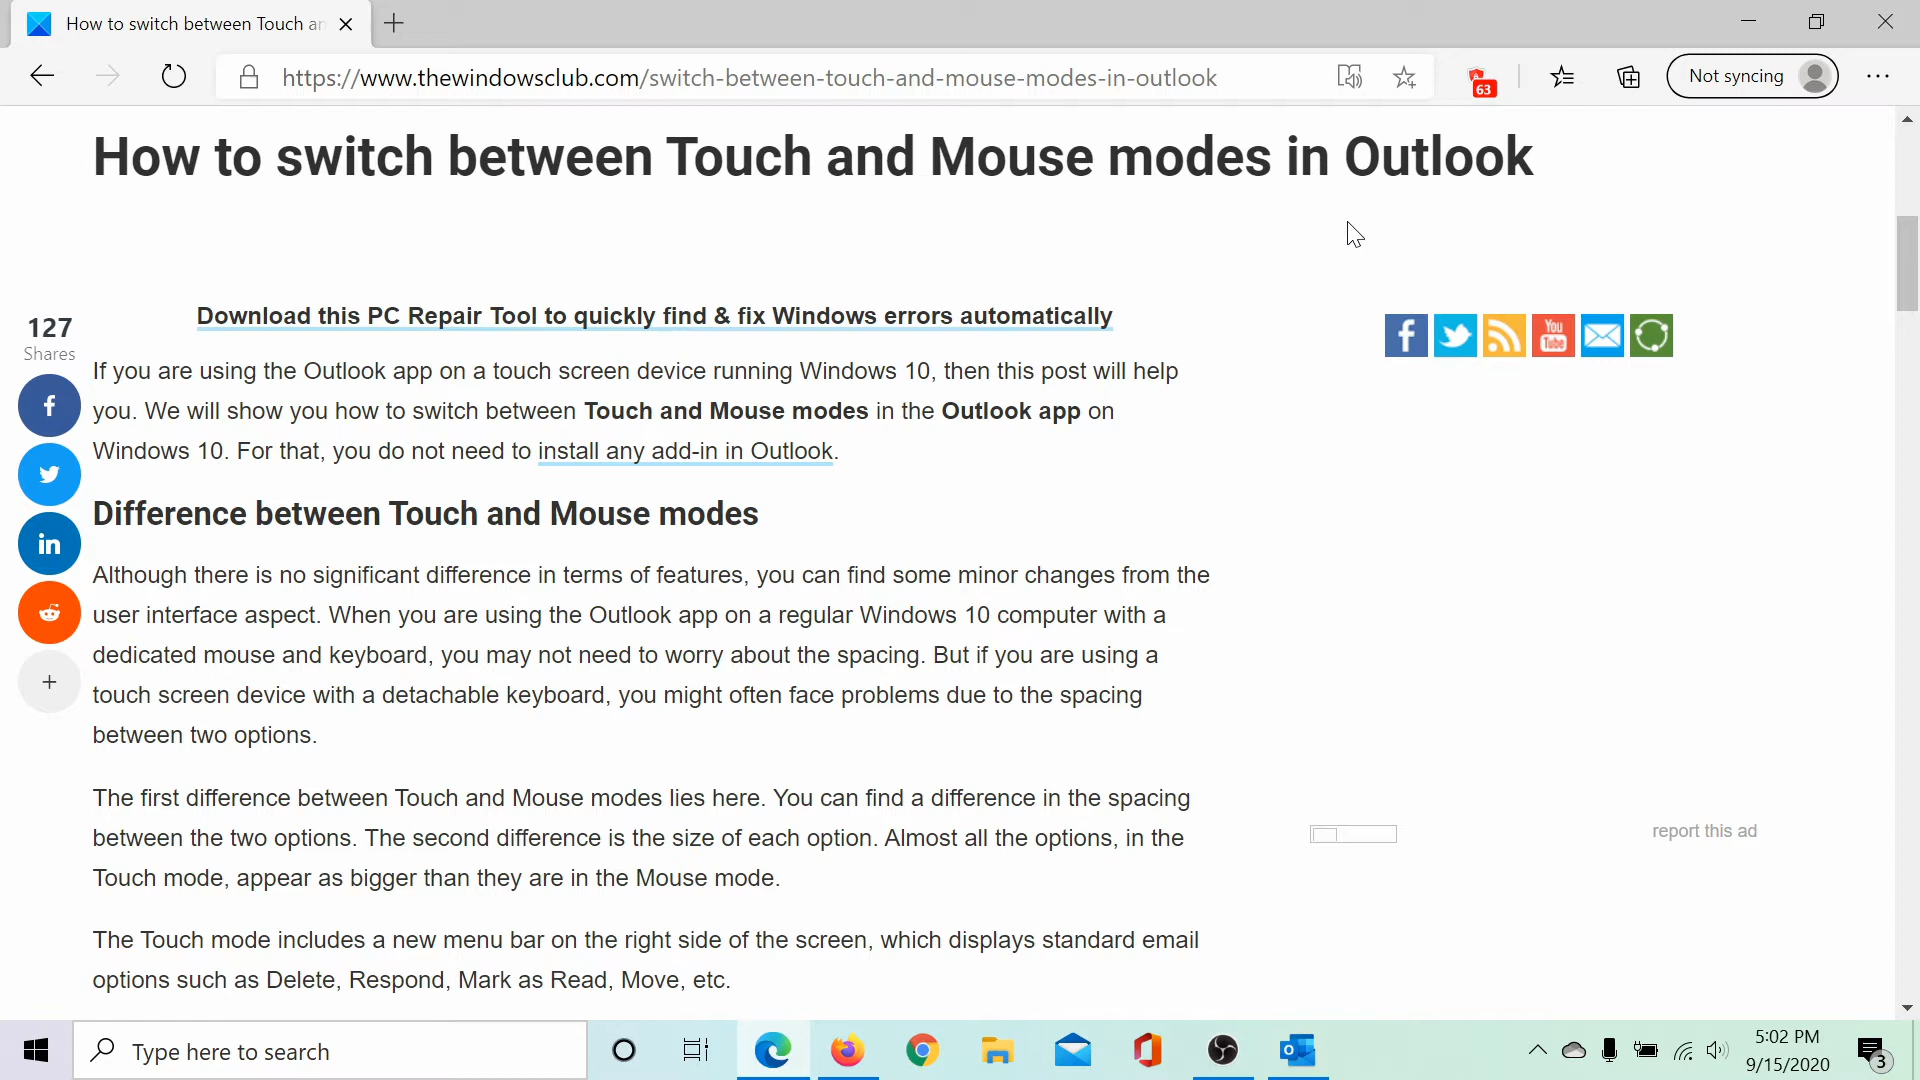 How to switch between Touch an
https://www.thewindowsclub.com/switch-between-touch-and-mouse-modes-in-outlook
63
Not syncing
How to switch between Touch and Mouse modes in Outlook
Download this PC Repair Tool to quickly find & fix Windows errors automatically
127
Shares
If you are using the Outlook app on a touch screen device running Windows 10, then this post will help
you. We will show you how to switch between Touch and Mouse modes in the Outlook app on
Windows 10. For that, you do not need to install any add-in in Outlook.
You
Tube
Difference between Touch and Mouse modes
Although there is no significant difference in terms of features, you can find some minor changes from the
user interface aspect. When you are using the Outlook app on a regular Windows 10 computer with a
dedicated mouse and keyboard, you may not need to worry about the spacing. But if you are using a
touch screen device with a detachable keyboard, you might often face problems due to the spacing
between two options.
The first difference between Touch and Mouse modes lies here. You can find a difference in the spacing
between the two options. The second difference is the size of each option. Almost all the options, in the
Touch mode, appear as bigger than they are in the Mouse mode.
report this ad
The Touch mode includes a new menu bar on the right side of the screen, which displays standard email
options such as Delete, Respond, Mark as Read, Move, etc.
Type here to search
5:02 PM
9/15/2020
3